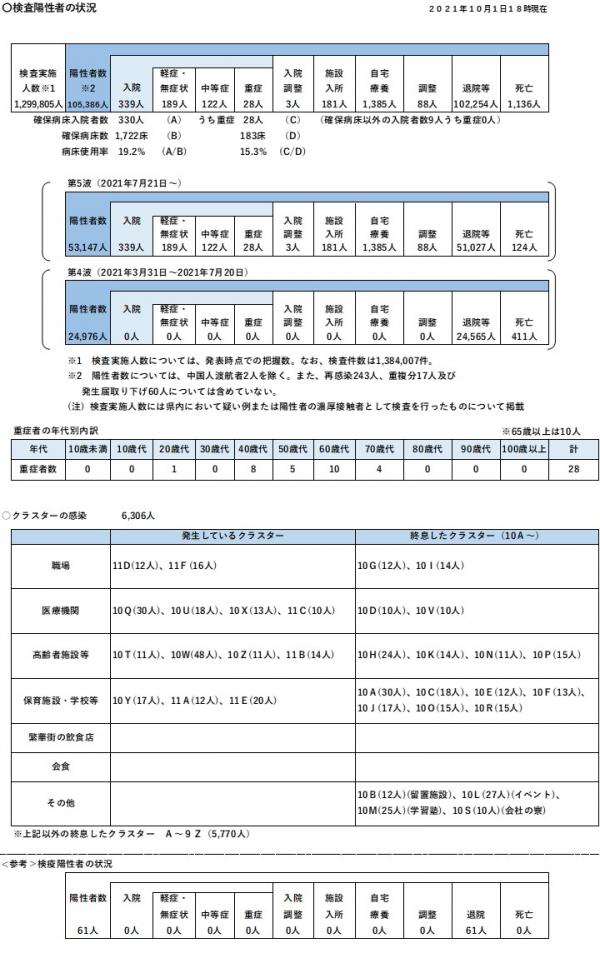 〇検査陽性者の状況
２０２１年１０月１日１８時現在
検査実施人数※1 陽性者数※2 入院 軽症・無症状 中等症 重症 入院調整 施設入所 自宅療養 調整 退院等 死亡
1,299,805人 105,386人 339人 189人 122人 28人 3人 181人 1,385人 88人 102,254人 1,136人
確保病床入院者数 330人 (A) うち重症 28人 (C) (確保病床以外の入院者数9人うち重症0人)
確保病床数 1,722床 (B) 183床 (D)
病床使用率 19.2% (A/B) 15.3% (C/D)
第5波（2021年7月21日～）
陽性者数 入院 軽症・無症状 中等症 重症 入院調整 施設入所 自宅療養 調整 退院等 死亡
53,147人 339人 189人 122人 28人 3人 181人 1,385人 88人 51,027人 124人
第4波（2021年3月31日～2021年7月20日）
陽性者数 入院 軽症・無症状 中等症 重症 入院調整 施設入所 自宅療養 調整 退院等 死亡
24,976人 0人 0人 0人 0人 0人 0人 0人 0人 24,565人 411人
※1 検査実施人数については、発表時点での把握数。なお、検査件数は1,384,007件。
※2 陽性者数については、中国人渡航者2人を除く。また、再感染243人、重複分17人及び
発生届取り下げ60人については含めていない。
(注) 検査実施人数には県内において疑い例または陽性者の濃厚接触者として検査を行ったものについて掲載
重症者の年代別内訳 ※65歳以上は10人
年代 10歳未満 10歳代 20歳代 30歳代 40歳代 50歳代 60歳代 70歳代 80歳代 90歳代 100歳以上 計
重症者数 0 0 1 0 8 5 10 4 0 0 0 28
○クラスターの感染 6,306人
発生しているクラスター 終息したクラスター（10A～）
職場 11D(12人)、11F(16人) 10G(12人)、10I(14人)
医療機関 10Q(30人)、10U(18人)、10X(13人)、11C(10人) 10D(10人)、10V(10人)
高齢者施設等 10T(11人)、10W(48人)、10Z(11人)、11B(14人) 10H(24人)、10K(14人)、10N(11人)、10P(15人)
保育施設・学校等 10Y(17人)、11A(12人)、11E(20人) 10A(30人)、10C(18人)、10E(12人)、10F(13人)、
10J(17人)、10O(15人)、10R(15人)
繁華街の飲食店
会食
その他 10B(12人)(留置施設)、10L(27人)(イベント)、
10M(25人)(学習塾)、10S(10人)(会社の寮)
※上記以外の終息したクラスター A～9Z（5,770人）
<参考>検疫陽性者の状況
陽性者数 入院 軽症・無症状 中等症 重症 入院調整 施設入所 自宅療養 調整 退院 死亡
61人 0人 0人 0人 0人 0人 0人 0人 0人 61人 0人